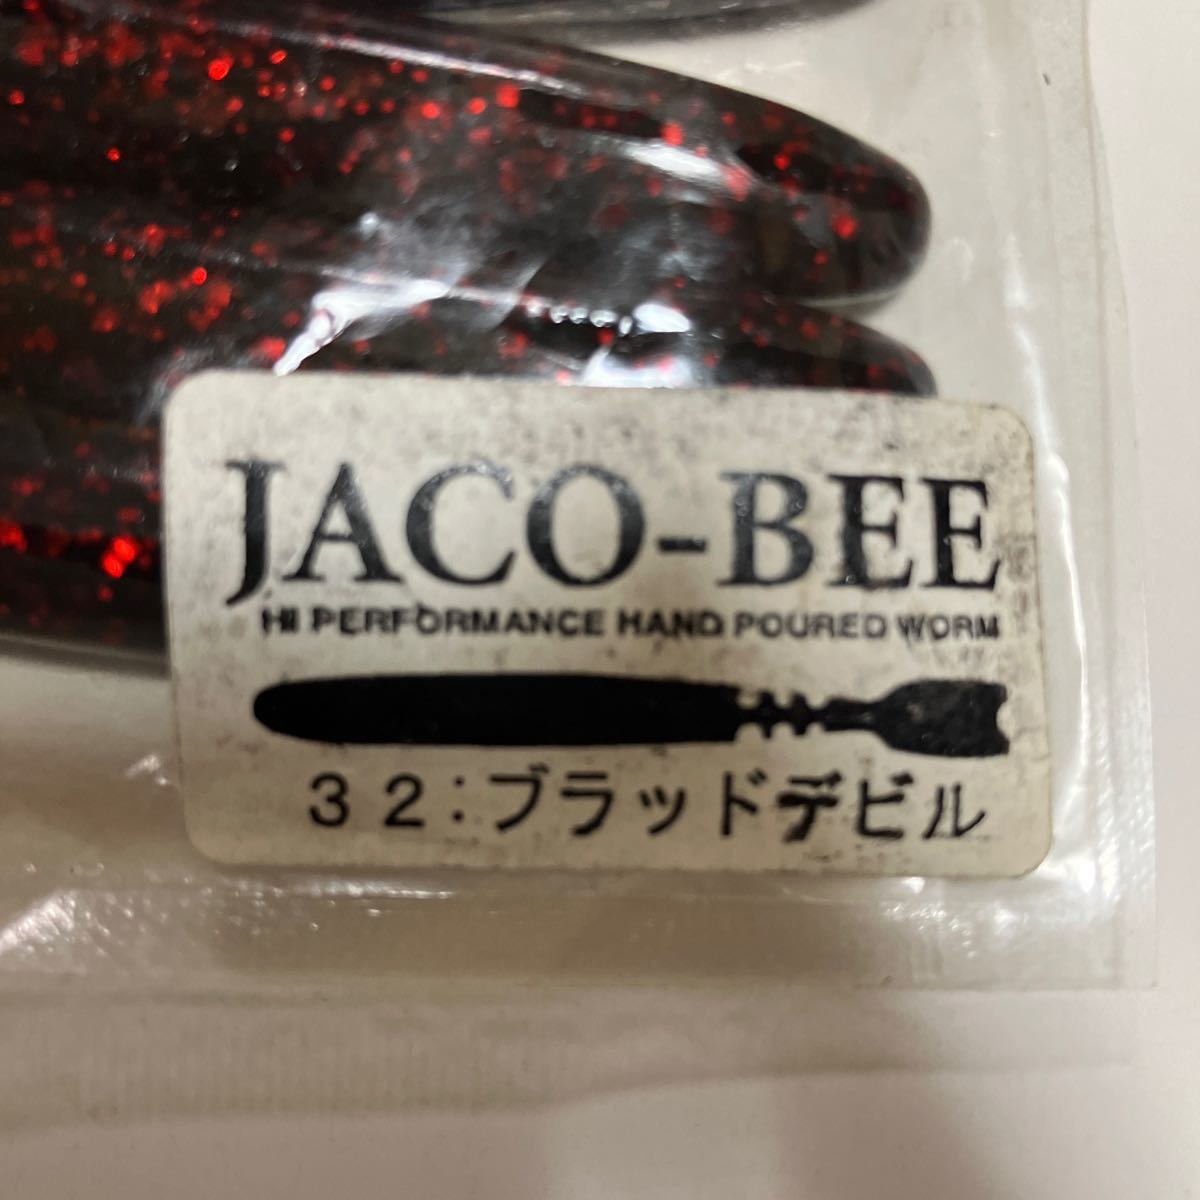 JACO-BEE
HI PERFORMANCE HAND POURED WORM
32:ブラッドデビル